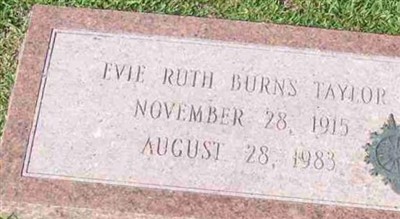 EVIE RUTH BURNS TAYLOR
NOVEMBER 28, 1915
AUGUST 28, 1983